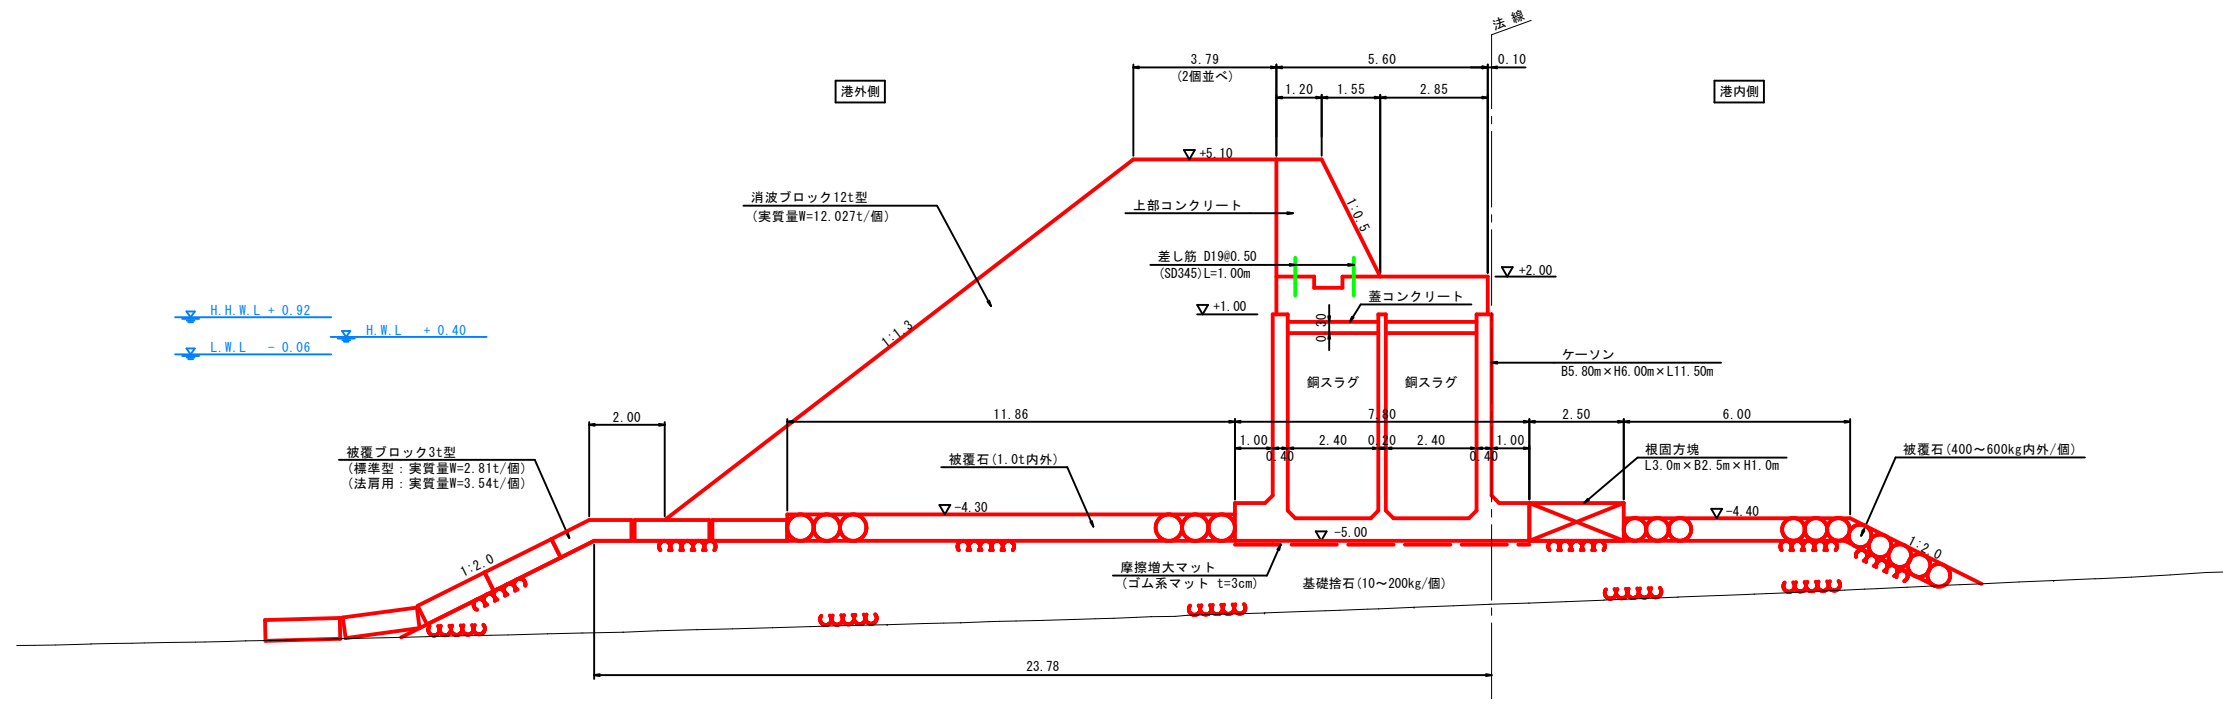 法 線
3.79
(2個並べ)
5.60
0.10
港外側
港内側
1.20
1.55
2.85
+5.10
消波ブロック12t型
(実質量W=12.027t/個)
上部コンクリート
1:0.5
差し筋 D19@0.50
(SD345)L=1.00m
+2.00
蓋コンクリート
+1.00
H.H.W.L + 0.92
H.W.L + 0.40
L.W.L - 0.06
1:1.3
0.30
ケーソン
B5.80m×H6.00m×L11.50m
銅スラグ
銅スラグ
2.00
11.86
7.80
2.50
6.00
1.00
2.40
0.20
2.40
1.00
0.40
0.40
被覆ブロック3t型
(標準型：実質量W=2.81t/個)
(法肩用：実質量W=3.54t/個)
被覆石(1.0t内外)
根固方塊
L3.0m×B2.5m×H1.0m
被覆石(400～600kg内外/個)
-4.30
-4.40
-5.00
1:2.0
1:2.0
摩擦増大マット
(ゴム系マット t=3cm)
基礎捨石(10～200kg/個)
23.78